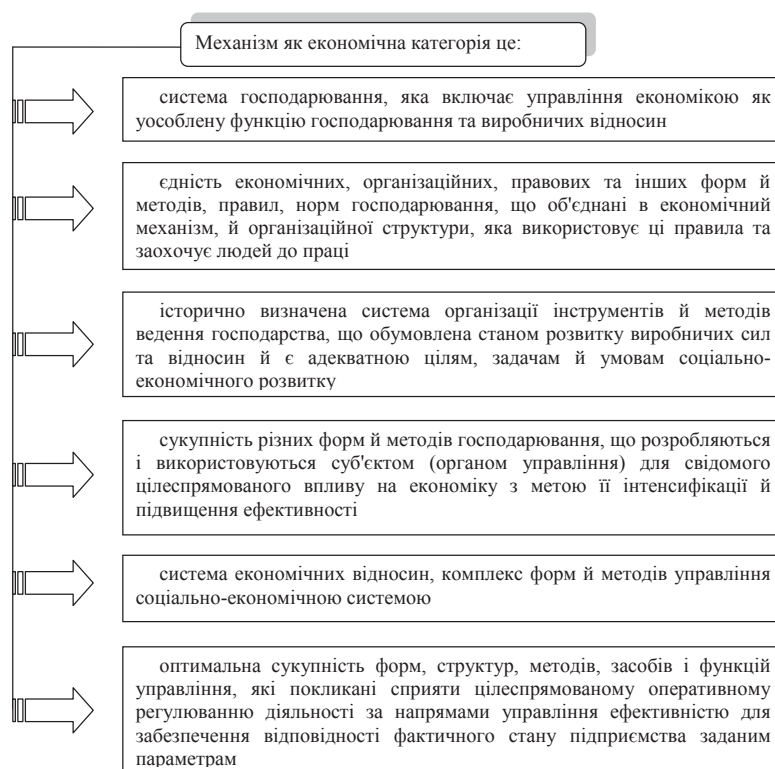 Механізм як економічна категорія це:
система господарювання, яка включає управління економікою як
уособлену функцію господарювання та виробничих відносин
єдність економічних, організаційних, правових та інших форм й
методів, правил, норм господарювання, що об'єднані в економічний
механізм, й організаційної структури, яка використовує ці правила та
заохочує людей до праці
історично визначена система організації інструментів й методів
ведення господарства, що обумовлена станом розвитку виробничих сил
та відносин й є адекватною цілям, задачам й умовам соціально-
економічного розвитку
сукупність різних форм й методів господарювання, що розробляються
і використовуються суб'єктом (органом управління) для свідомого
цілеспрямованого впливу на економіку з метою її інтенсифікації й
підвищення ефективності
система економічних відносин, комплекс форм й методів управління
соціально-економічною системою
оптимальна сукупність форм, структур, методів, засобів і функцій
управління, які покликані сприяти цілеспрямованому оперативному
регулюванню діяльності за напрямами управління ефективністю для
забезпечення відповідності фактичного стану підприємства заданим
параметрам